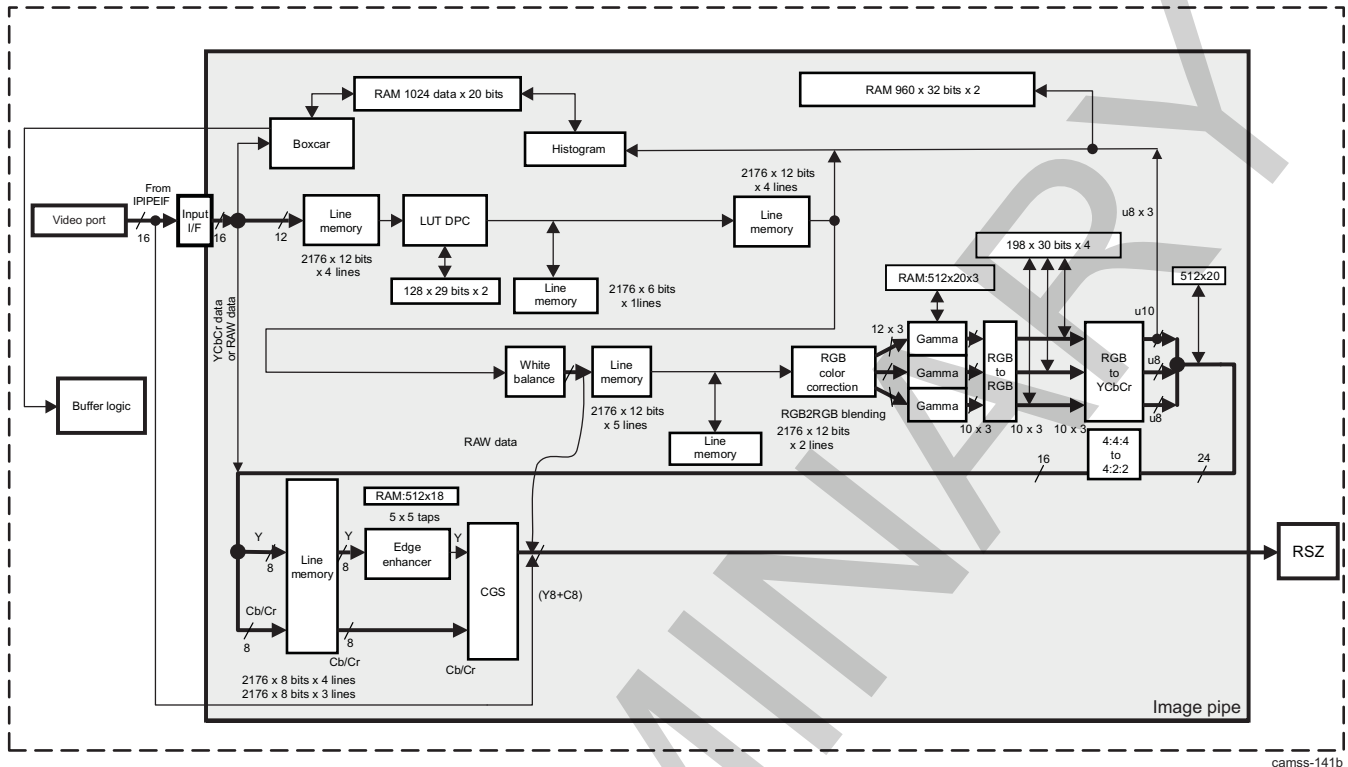 RAM 1024 data x 20 bits
RAM 960 x 32 bits x 2
Boxcar
Histogram
2176 x 12 bits
x 4 lines
From
IPIPEIF
Video port
16
Input
I/F
16
12
Line
memory
2176 x 12 bits
x 4 lines
LUT DPC
128 x 29 bits x 2
Line
memory
2176 x 6 bits
x 1lines
Line
memory
u8 x 3
198 x 30 bits x 4
RAM:512x20x3
512x20
YCbCr data
or RAW data
u10
12 x 3
Gamma
Gamma
Gamma
RGB
to
RGB
RGB
to
YCbCr
u8
u8
White
balance
Line
memory
2176 x 12 bits
x 5 lines
RGB
color
correction
RGB2RGB blending
2176 x 12 bits
x 2 lines
10 x 3
10 x 3
10 x 3
Buffer logic
RAW data
Line
memory
4:4:4
to
4:2:2
16
24
RAM:512x18
5 x 5 taps
Y
8
Line
memory
Y
8
Edge
enhancer
Y
CGS
RSZ
(Y8+C8)
Cb/Cr
8
8
Cb/Cr
Cb/Cr
2176 x 8 bits x 4 lines
2176 x 8 bits x 3 lines
Image pipe
camss-141b
MINARY